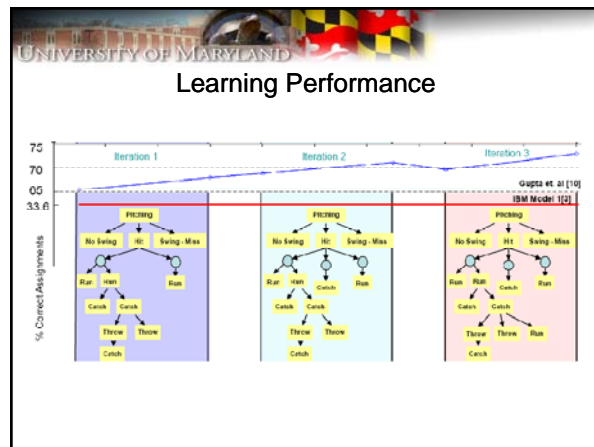 UNIVERSITY OF MARYLAND
Learning Performance
75
Iteration 1
Iteration 2
Iteration 3
70
Gupta et. al [10]
65
IBM Model 1[3]
33.6
% Correct Assignments
Pitching
Pitching
Pitching
No Swing Hit Swing - Miss
No Swing Hit Swing - Miss
No Swing Hit Swing - Miss
Run Run Run
Run Run Catch Run
Run Run Catch Run
Catch Catch
Catch Catch
Catch Catch
Throw Throw
Throw Throw
Throw Throw Run
Catch
Catch
Catch